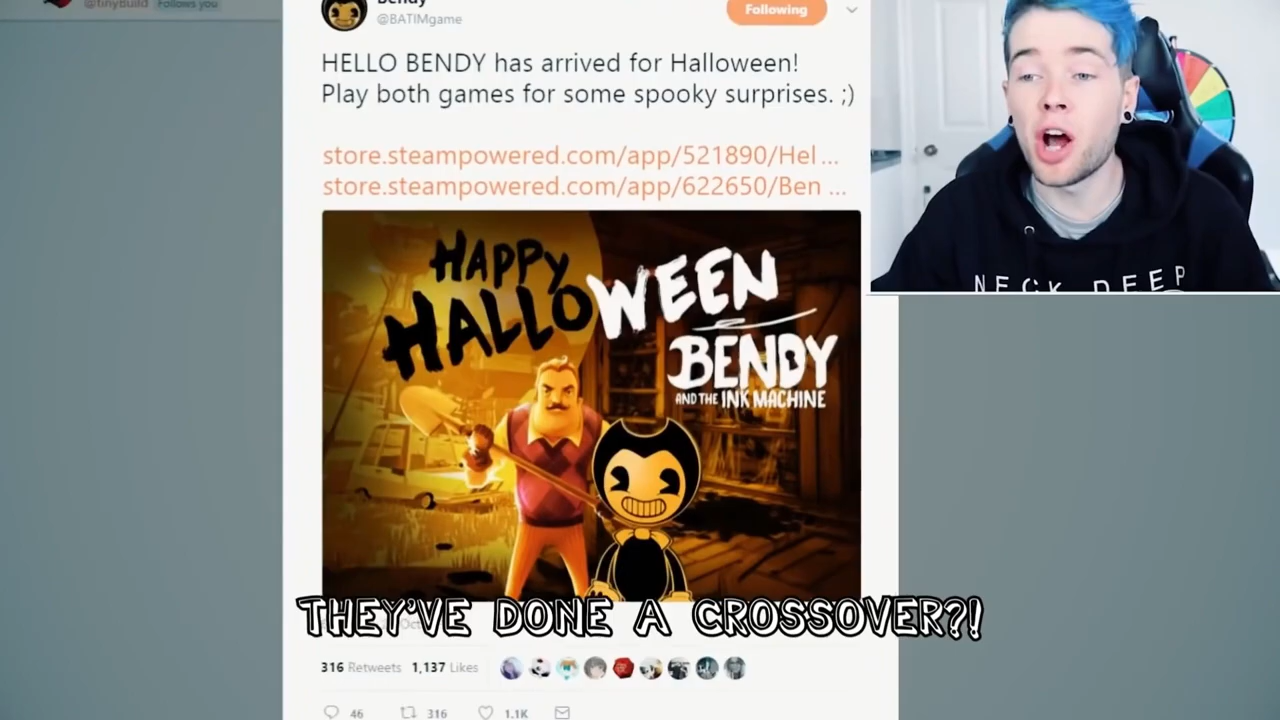 @tinyBuild Follows you
Bendy
@BATIMgame
Following
HELLO BENDY has arrived for Halloween!
Play both games for some spooky surprises. ;)
store.steampowered.com/app/521890/Hel ...
store.steampowered.com/app/622650/Ben ...
HAPPY
HALLOWEEN
BENDY
AND THE INK MACHINE
NECK DEEP
THEY'VE DONE A CROSSOVER?!
316 Retweets 1,137 Likes
46 316 1.1K